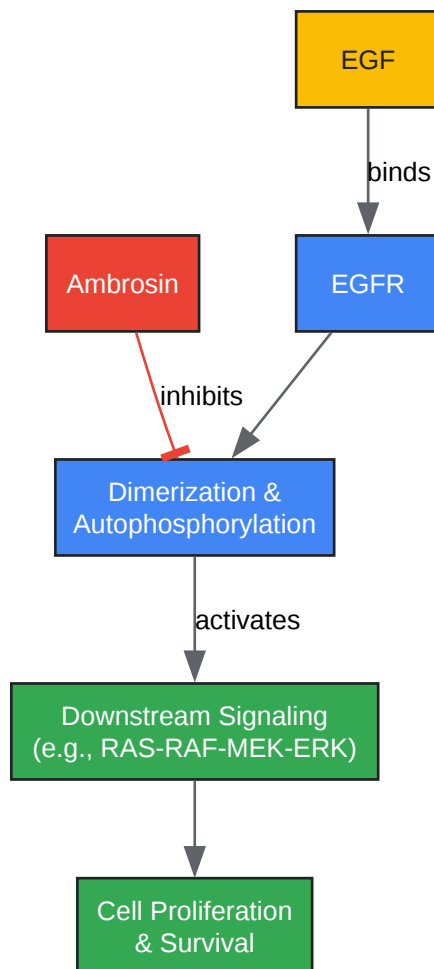 EGF
binds
Ambrosin
EGFR
inhibits
Dimerization &
Autophosphorylation
activates
Downstream Signaling
(e.g., RAS-RAF-MEK-ERK)
Cell Proliferation
& Survival